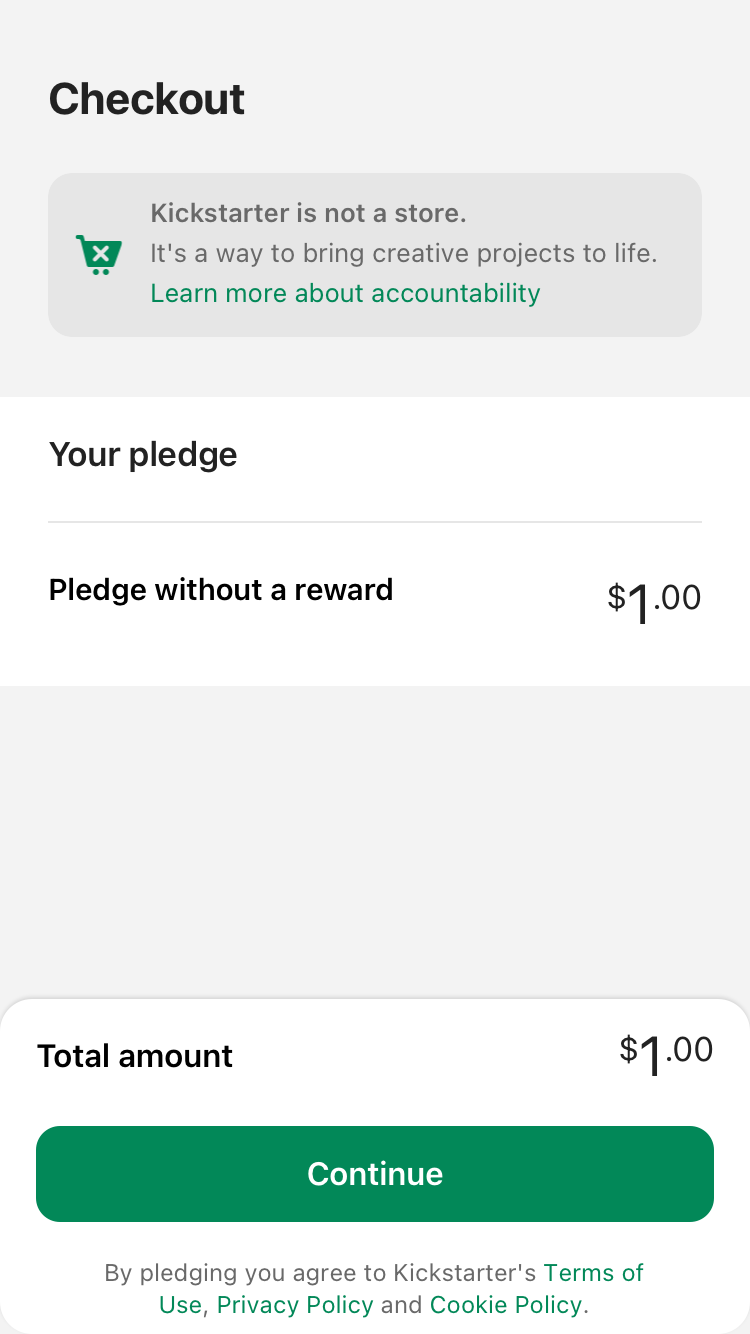 Checkout
Kickstarter is not a store.
It's a way to bring creative projects to life.
Learn more about accountability
Your pledge
Pledge without a reward
$1.00
Total amount
$1.00
Continue
By pledging you agree to Kickstarter's Terms of
Use, Privacy Policy and Cookie Policy.